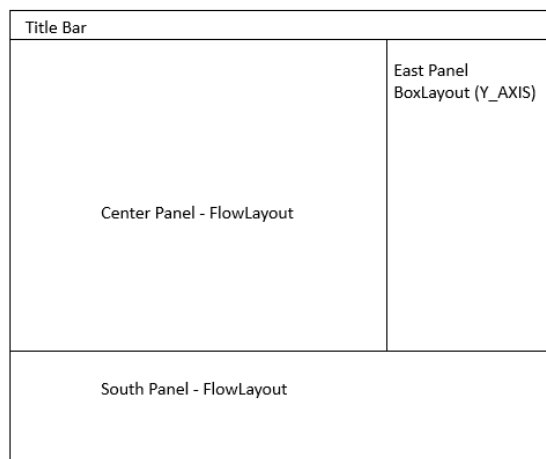 Title Bar
East Panel
BoxLayout (Y_AXIS)
Center Panel - FlowLayout
South Panel - FlowLayout